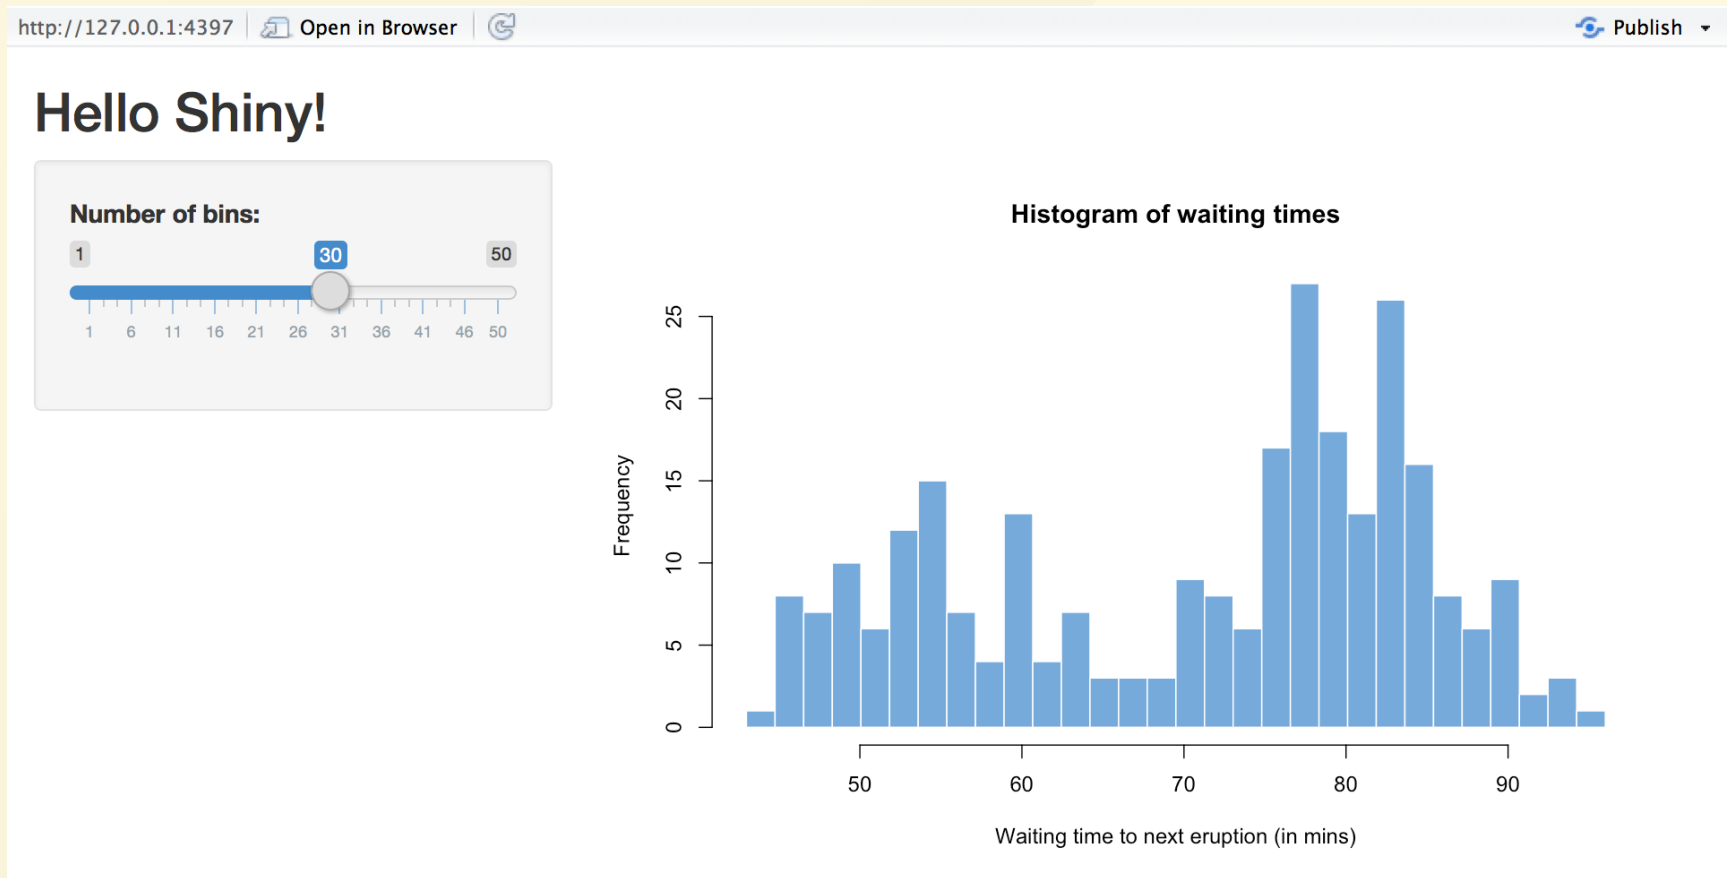 http://127.0.0.1:4397 Open in Browser Publish
Hello Shiny!
Number of bins:
1 30 50
1 6 11 16 21 26 31 36 41 46 50
Histogram of waiting times
Frequency
25
20
15
10
5
0
50 60 70 80 90
Waiting time to next eruption (in mins)